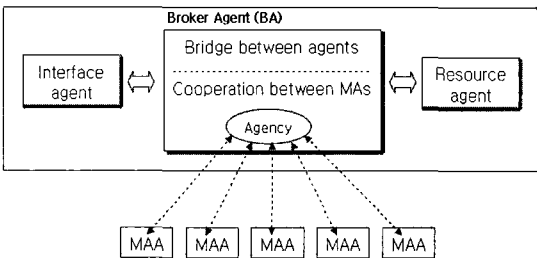 Broker Agent (BA)
Bridge between agents
Interface
agent
Cooperation between MAs
Resource
agent
Agency
MAA MAA MAA MAA MAA